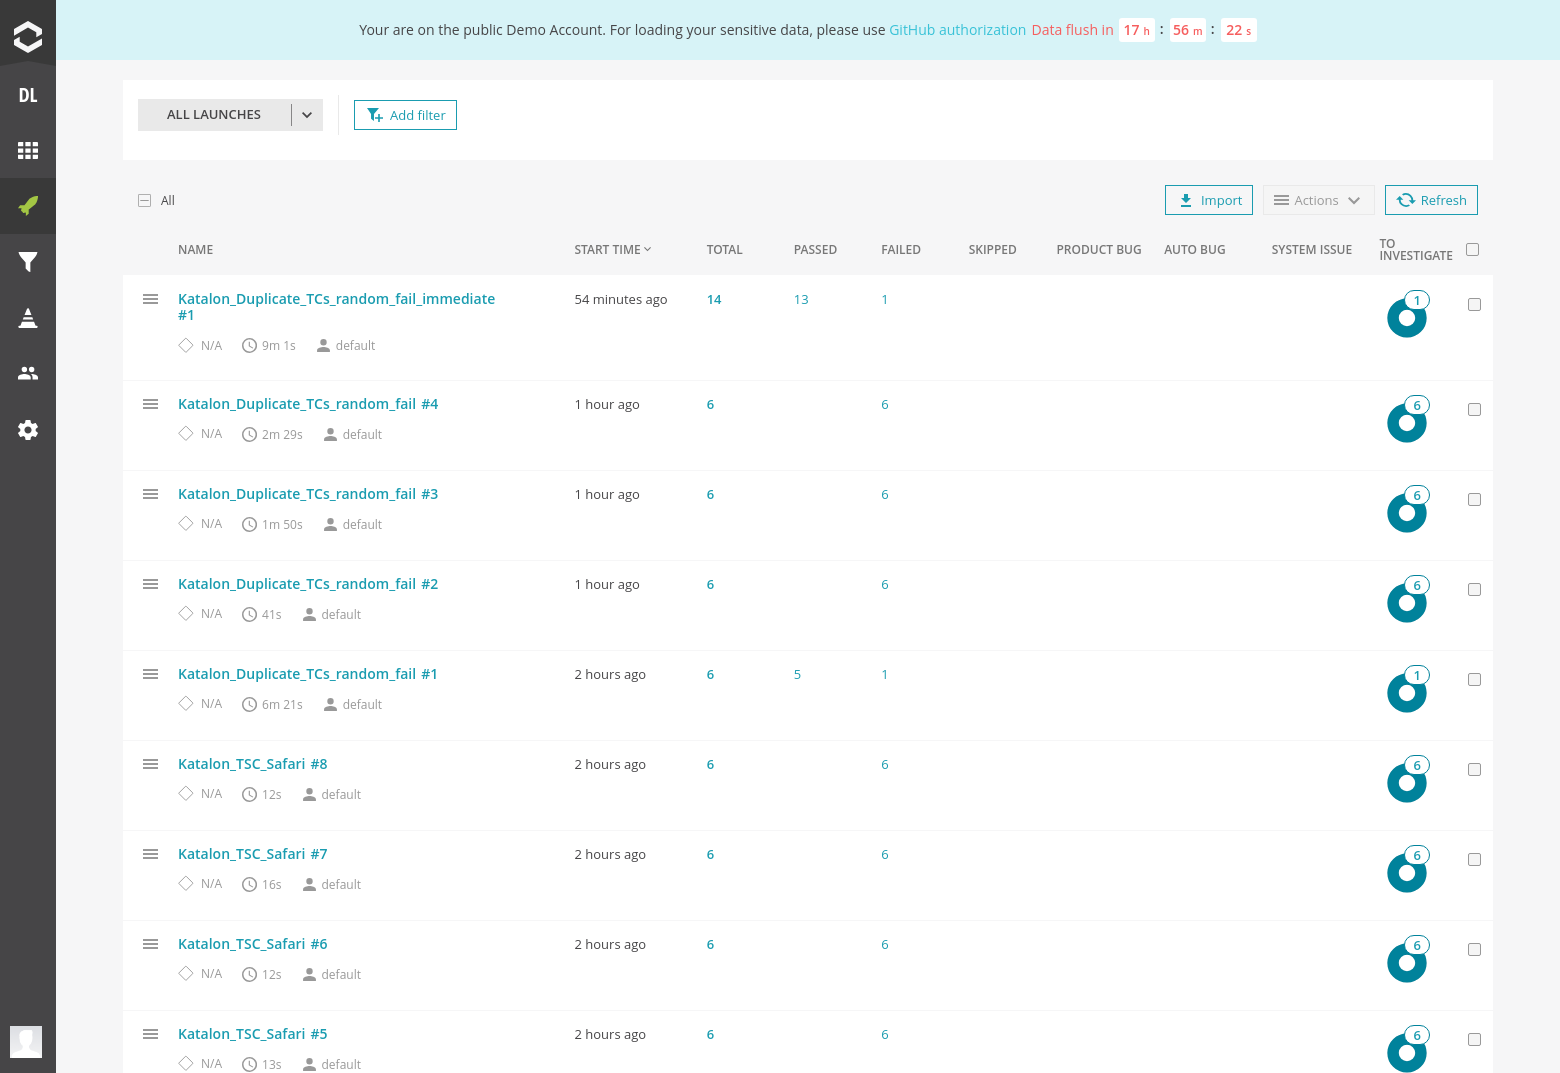 Your are on the public Demo Account. For loading your sensitive data, please use GitHub authorization Data flush in 17 h : 56 m : 22 s
DL
ALL LAUNCHES
Add filter
All
Import
Actions
Refresh
NAME START TIME TOTAL PASSED FAILED SKIPPED PRODUCT BUG AUTO BUG SYSTEM ISSUE TO INVESTIGATE
Katalon_Duplicate_TCs_random_fail_immediate 54 minutes ago 14 13 1 1
#1
N/A 9m 1s default
Katalon_Duplicate_TCs_random_fail #4 1 hour ago 6 6 6
N/A 2m 29s default
Katalon_Duplicate_TCs_random_fail #3 1 hour ago 6 6 6
N/A 1m 50s default
Katalon_Duplicate_TCs_random_fail #2 1 hour ago 6 6 6
N/A 41s default
Katalon_Duplicate_TCs_random_fail #1 2 hours ago 6 5 1 1
N/A 6m 21s default
Katalon_TSC_Safari #8 2 hours ago 6 6 6
N/A 12s default
Katalon_TSC_Safari #7 2 hours ago 6 6 6
N/A 16s default
Katalon_TSC_Safari #6 2 hours ago 6 6 6
N/A 12s default
Katalon_TSC_Safari #5 2 hours ago 6 6 6
N/A 13s default